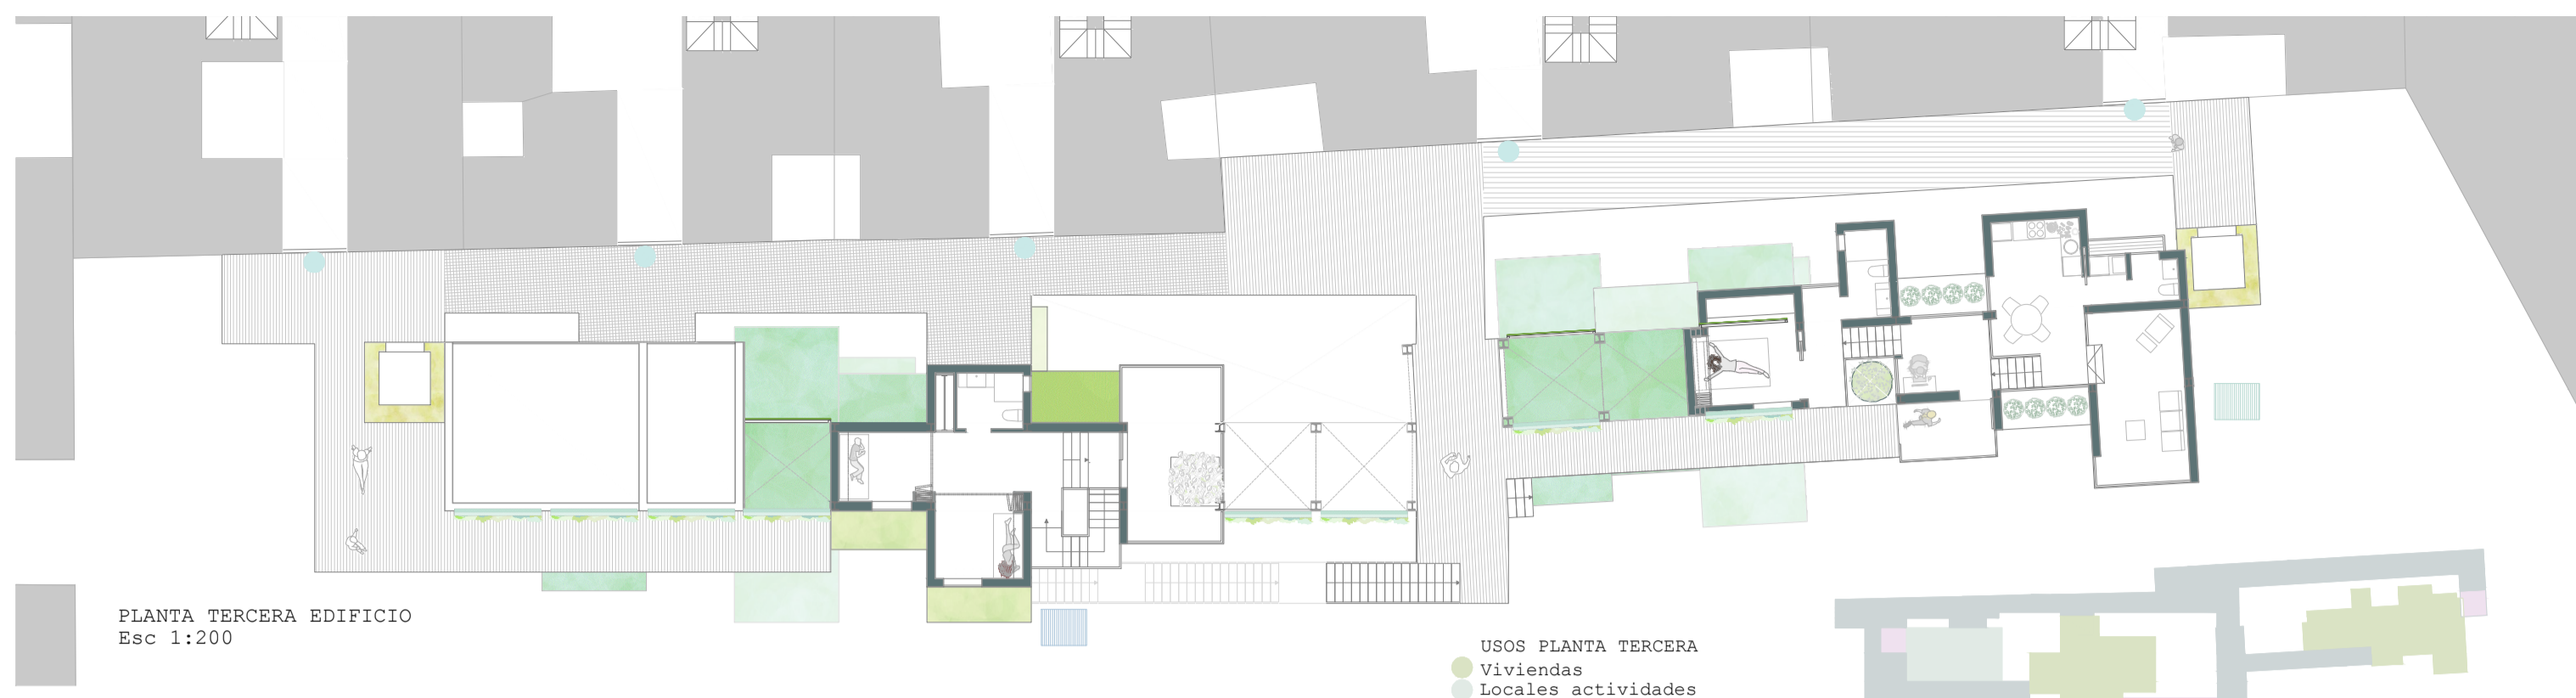 PLANTA TERCERA EDIFICIO
Esc 1:200
USOS PLANTA TERCERA
Viviendas
Locales actividades